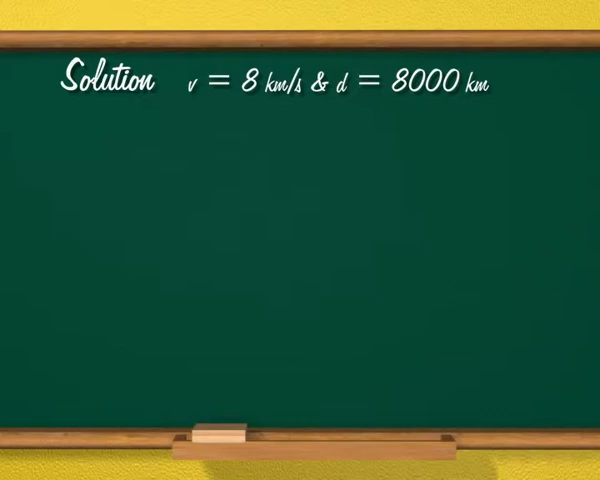 Solution v = 8 km/s & d = 8000 km